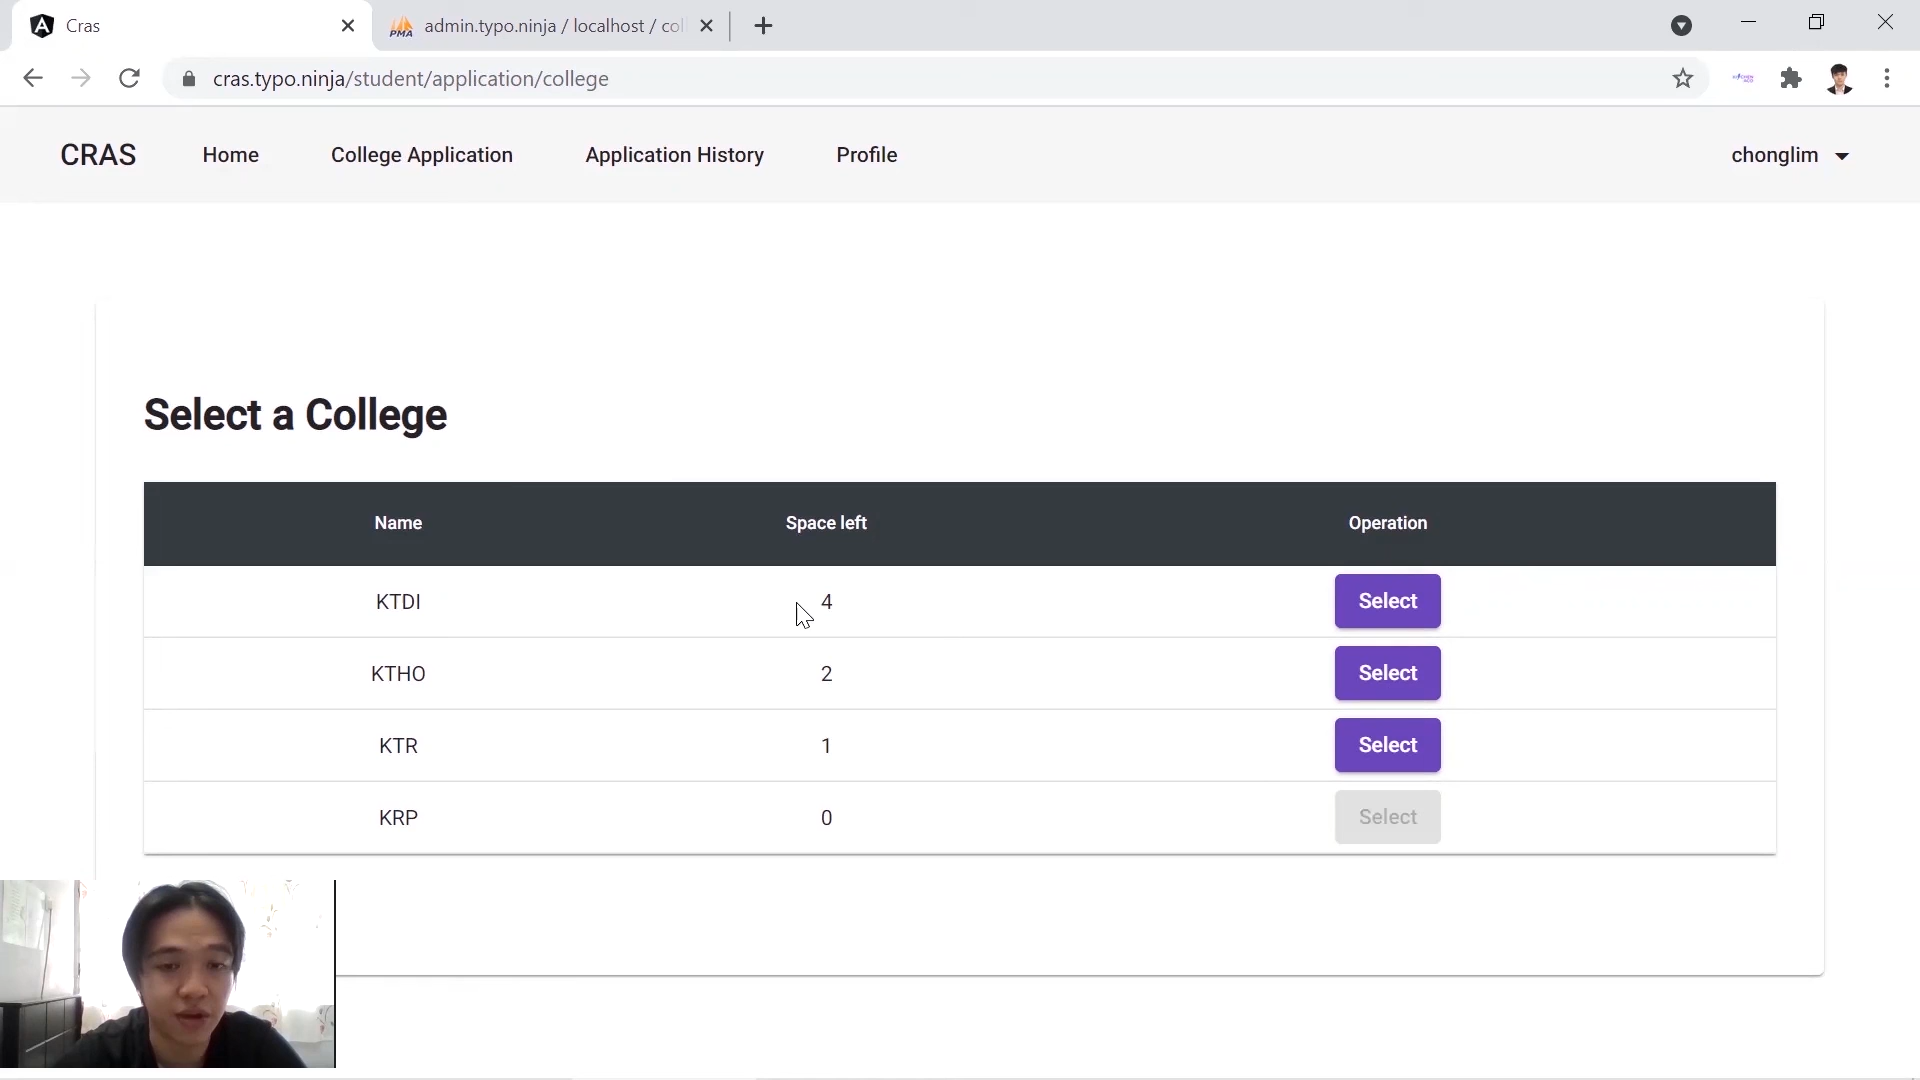 Cras
PMA
admin.typo.ninja / localhost / col
cras.typo.ninja/student/application/college
CRAS
Home
College Application
Application History
Profile
chonglim
Select a College
Name
Space left
Operation
KTDI
4
Select
KTHO
2
Select
KTR
1
Select
KRP
0
Select